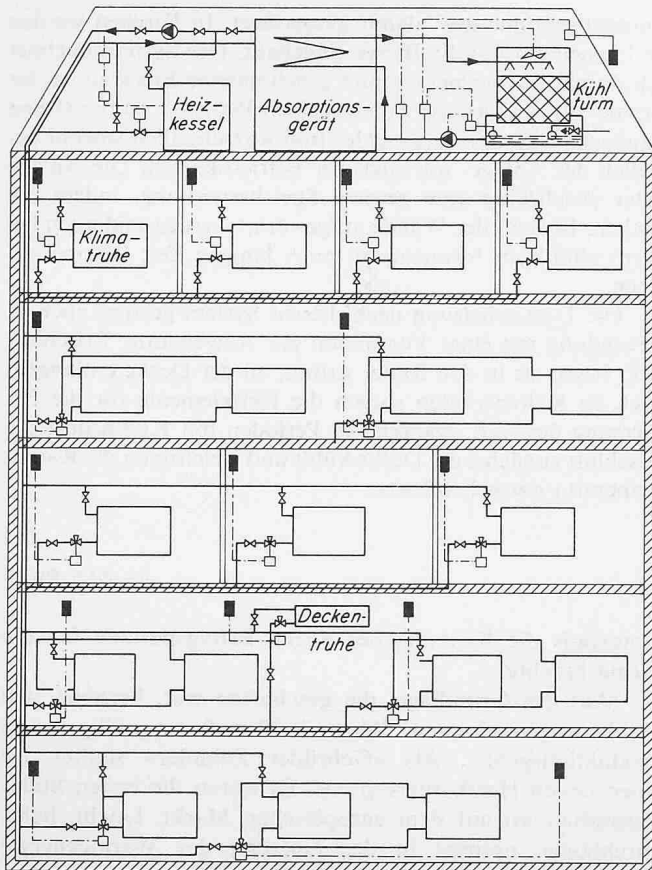 Heiz-
kessel
Absorptions-
gerät
Kühl
turm
Klima-
truhe
Decken-
truhe